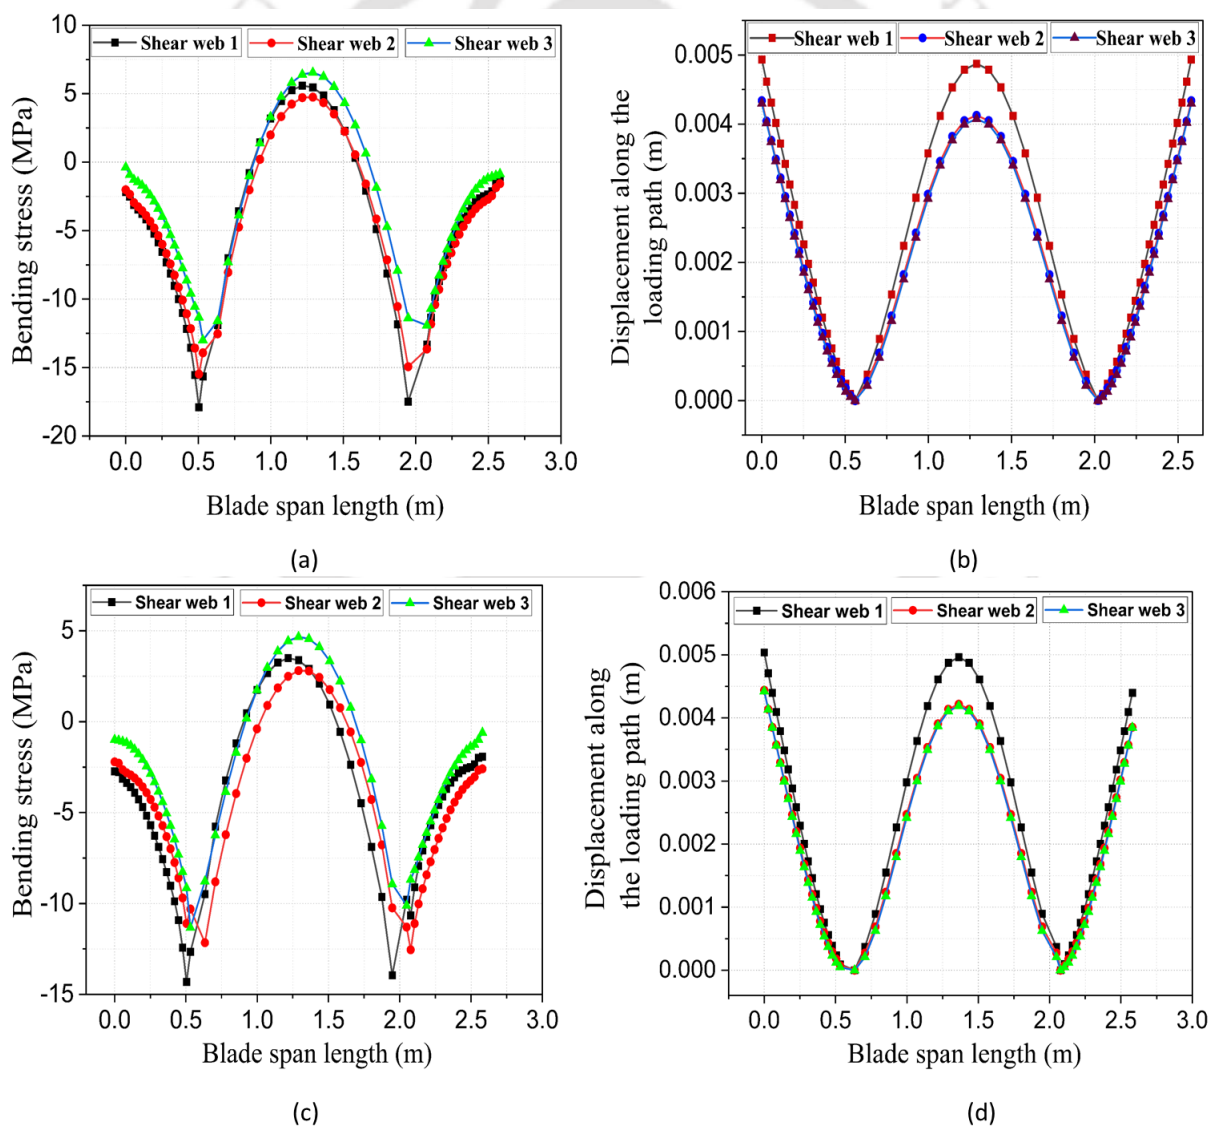 10
5
0
-5
-10
-15
-20
Bending stress (MPa)
Shear web 1
Shear web 2
Shear web 3
0.0
0.5
1.0
1.5
2.0
2.5
3.0
Blade span length (m)
(a)
0.005
0.004
0.003
0.002
0.001
0.000
Displacement along the
loading path (m)
Shear web 1
Shear web 2
Shear web 3
0.0
0.5
1.0
1.5
2.0
2.5
Blade span length (m)
(b)
5
0
-5
-10
-15
Bending stress (MPa)
Shear web 1
Shear web 2
Shear web 3
0.0
0.5
1.0
1.5
2.0
2.5
3.0
Blade span length (m)
(c)
0.006
0.005
0.004
0.003
0.002
0.001
0.000
Displacement along
the loading path (m)
Shear web 1
Shear web 2
Shear web 3
0.0
0.5
1.0
1.5
2.0
2.5
3.0
Blade span length (m)
(d)